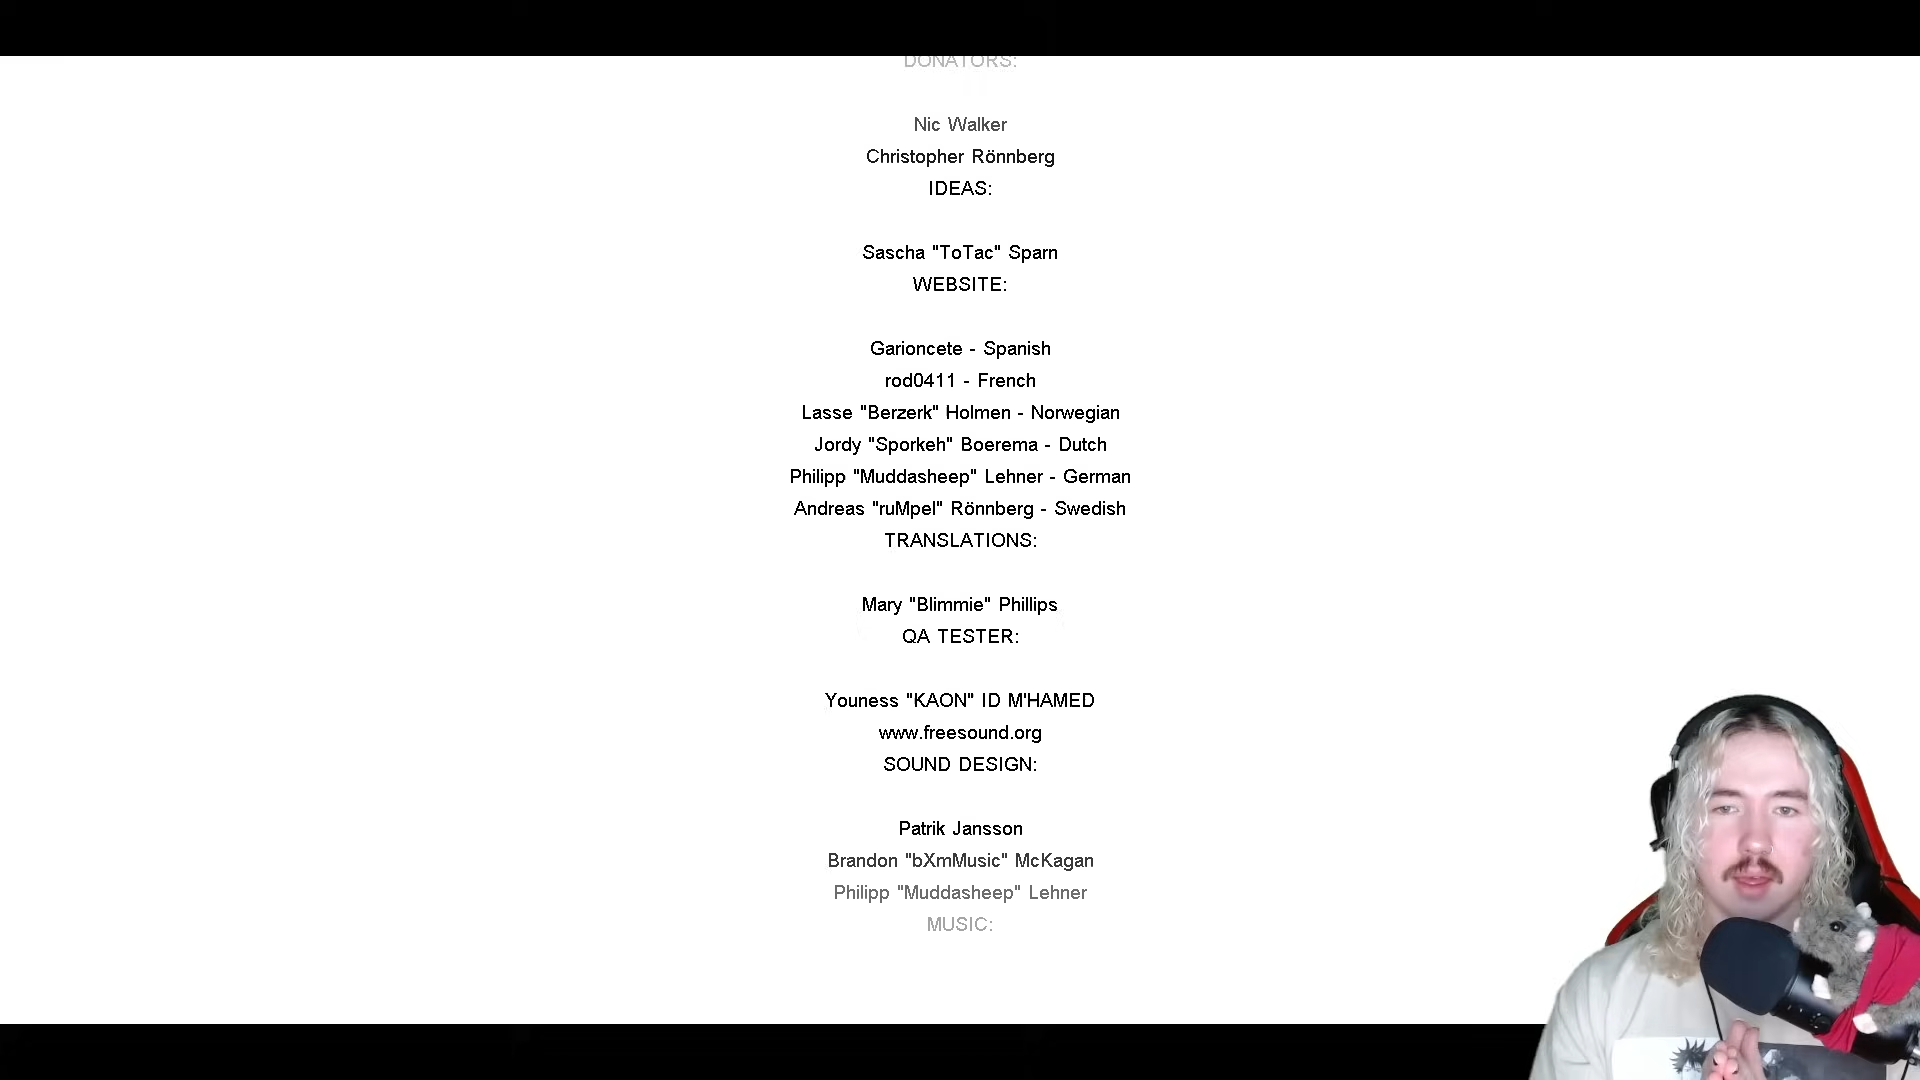 DONATORS:
Nic Walker
Christopher Rönnberg
IDEAS:
Sascha "ToTac" Sparn
WEBSITE:
Garioncete - Spanish
rod0411 - French
Lasse "Berzerk" Holmen - Norwegian
Jordy "Sporkeh" Boerema - Dutch
Philipp "Muddasheep" Lehner - German
Andreas "ruMpel" Rönnberg - Swedish
TRANSLATIONS:
Mary "Blimmie" Phillips
QA TESTER:
Youness "KAON" ID M'HAMED
www.freesound.org
SOUND DESIGN:
Patrik Jansson
Brandon "bXmMusic" McKagan
Philipp "Muddasheep" Lehner
MUSIC: